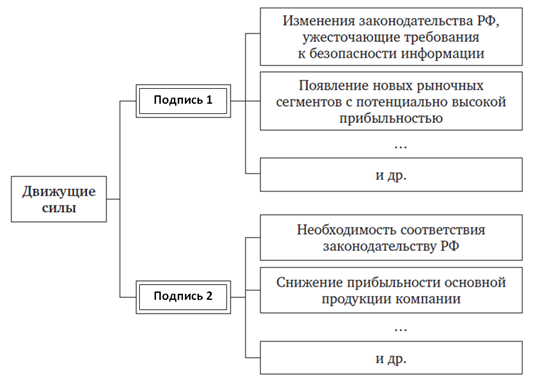 Изменения законодательства РФ,
ужесточающие требования
к безопасности информации
Подпись 1
Появление новых рыночных
сегментов с потенциально высокой
прибыльностью
...
и др.
Движущие
силы
Необходимость соответствия
законодательству РФ
Подпись 2
Снижение прибыльности основной
продукции компании
...
и др.